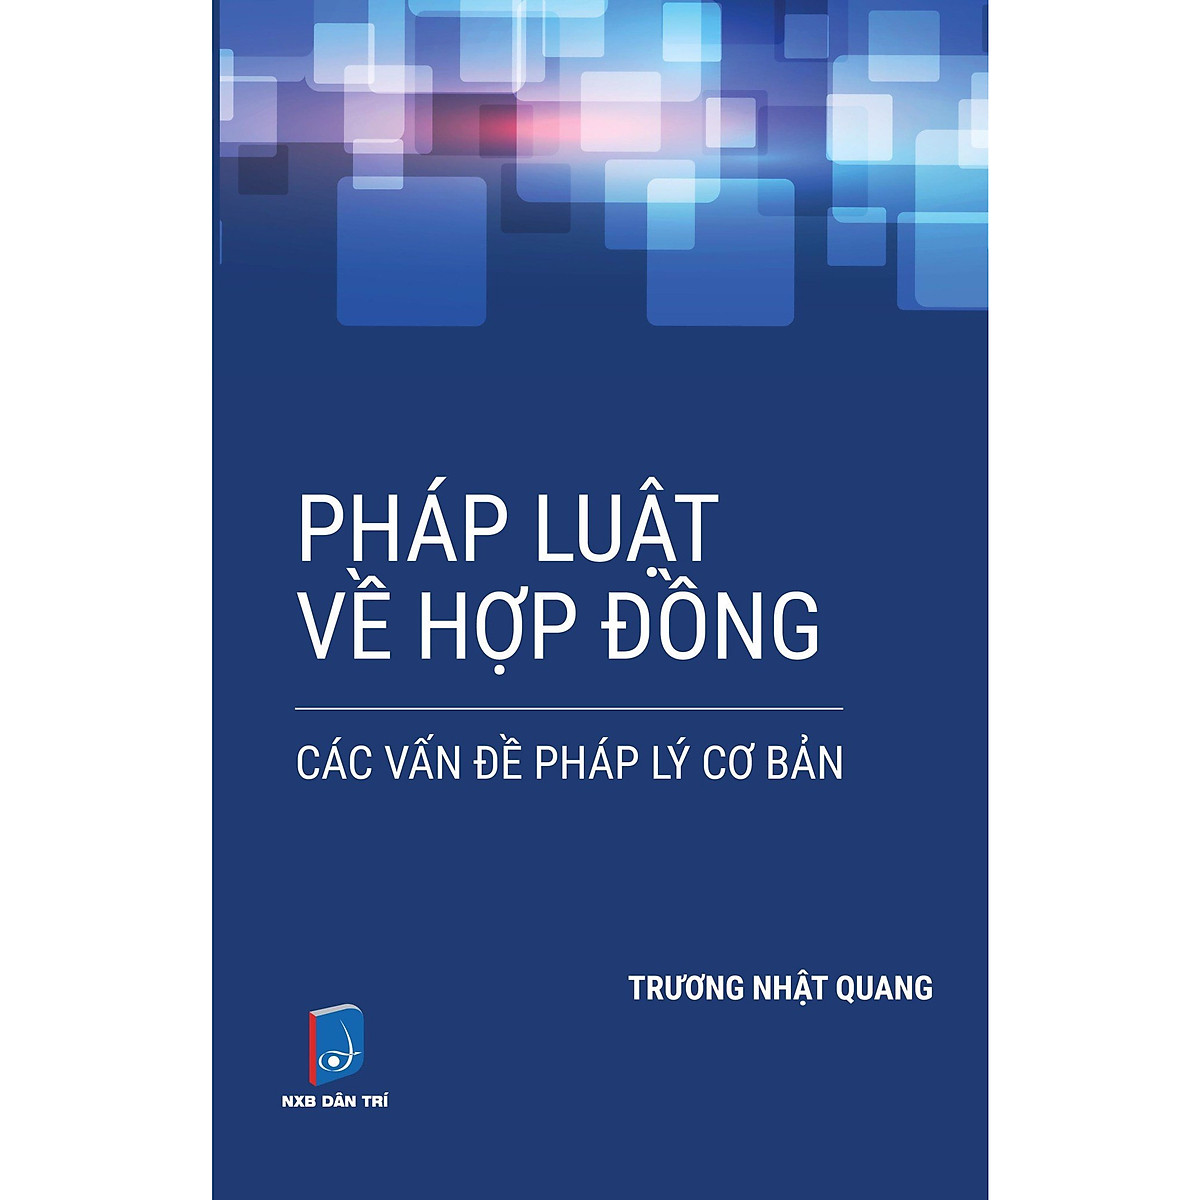 PHÁP LUẬT
VỀ HỢP ĐỒNG
CÁC VẤN ĐỀ PHÁP LÝ CƠ BẢN
TRƯƠNG NHẬT QUANG
NXB DÂN TRÍ